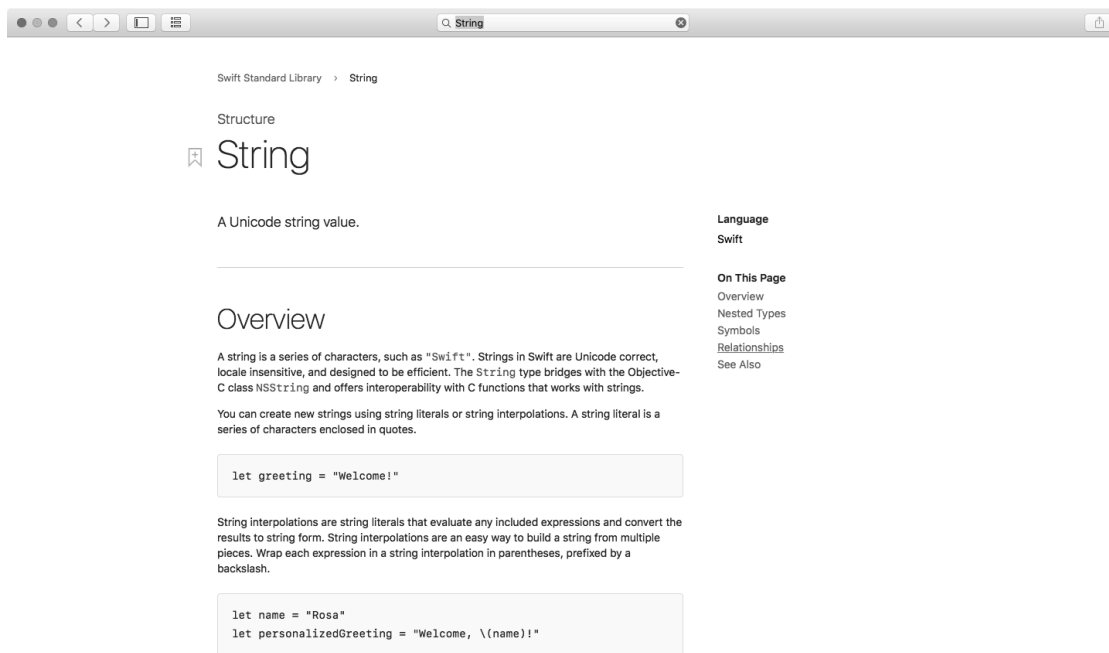 String
Swift Standard Library › String
Structure
String
A Unicode string value.
Language
Swift
On This Page
Overview
Nested Types
Symbols
Relationships
See Also
Overview
A string is a series of characters, such as "Swift". Strings in Swift are Unicode correct,
locale insensitive, and designed to be efficient. The String type bridges with the Objective-
C class NSString and offers interoperability with C functions that works with strings.
You can create new strings using string literals or string interpolations. A string literal is a
series of characters enclosed in quotes.
let greeting = "Welcome!"
String interpolations are string literals that evaluate any included expressions and convert the
results to string form. String interpolations are an easy way to build a string from multiple
pieces. Wrap each expression in a string interpolation in parentheses, prefixed by a
backslash.
let name = "Rosa"
let personalizedGreeting = "Welcome, \(name)!"